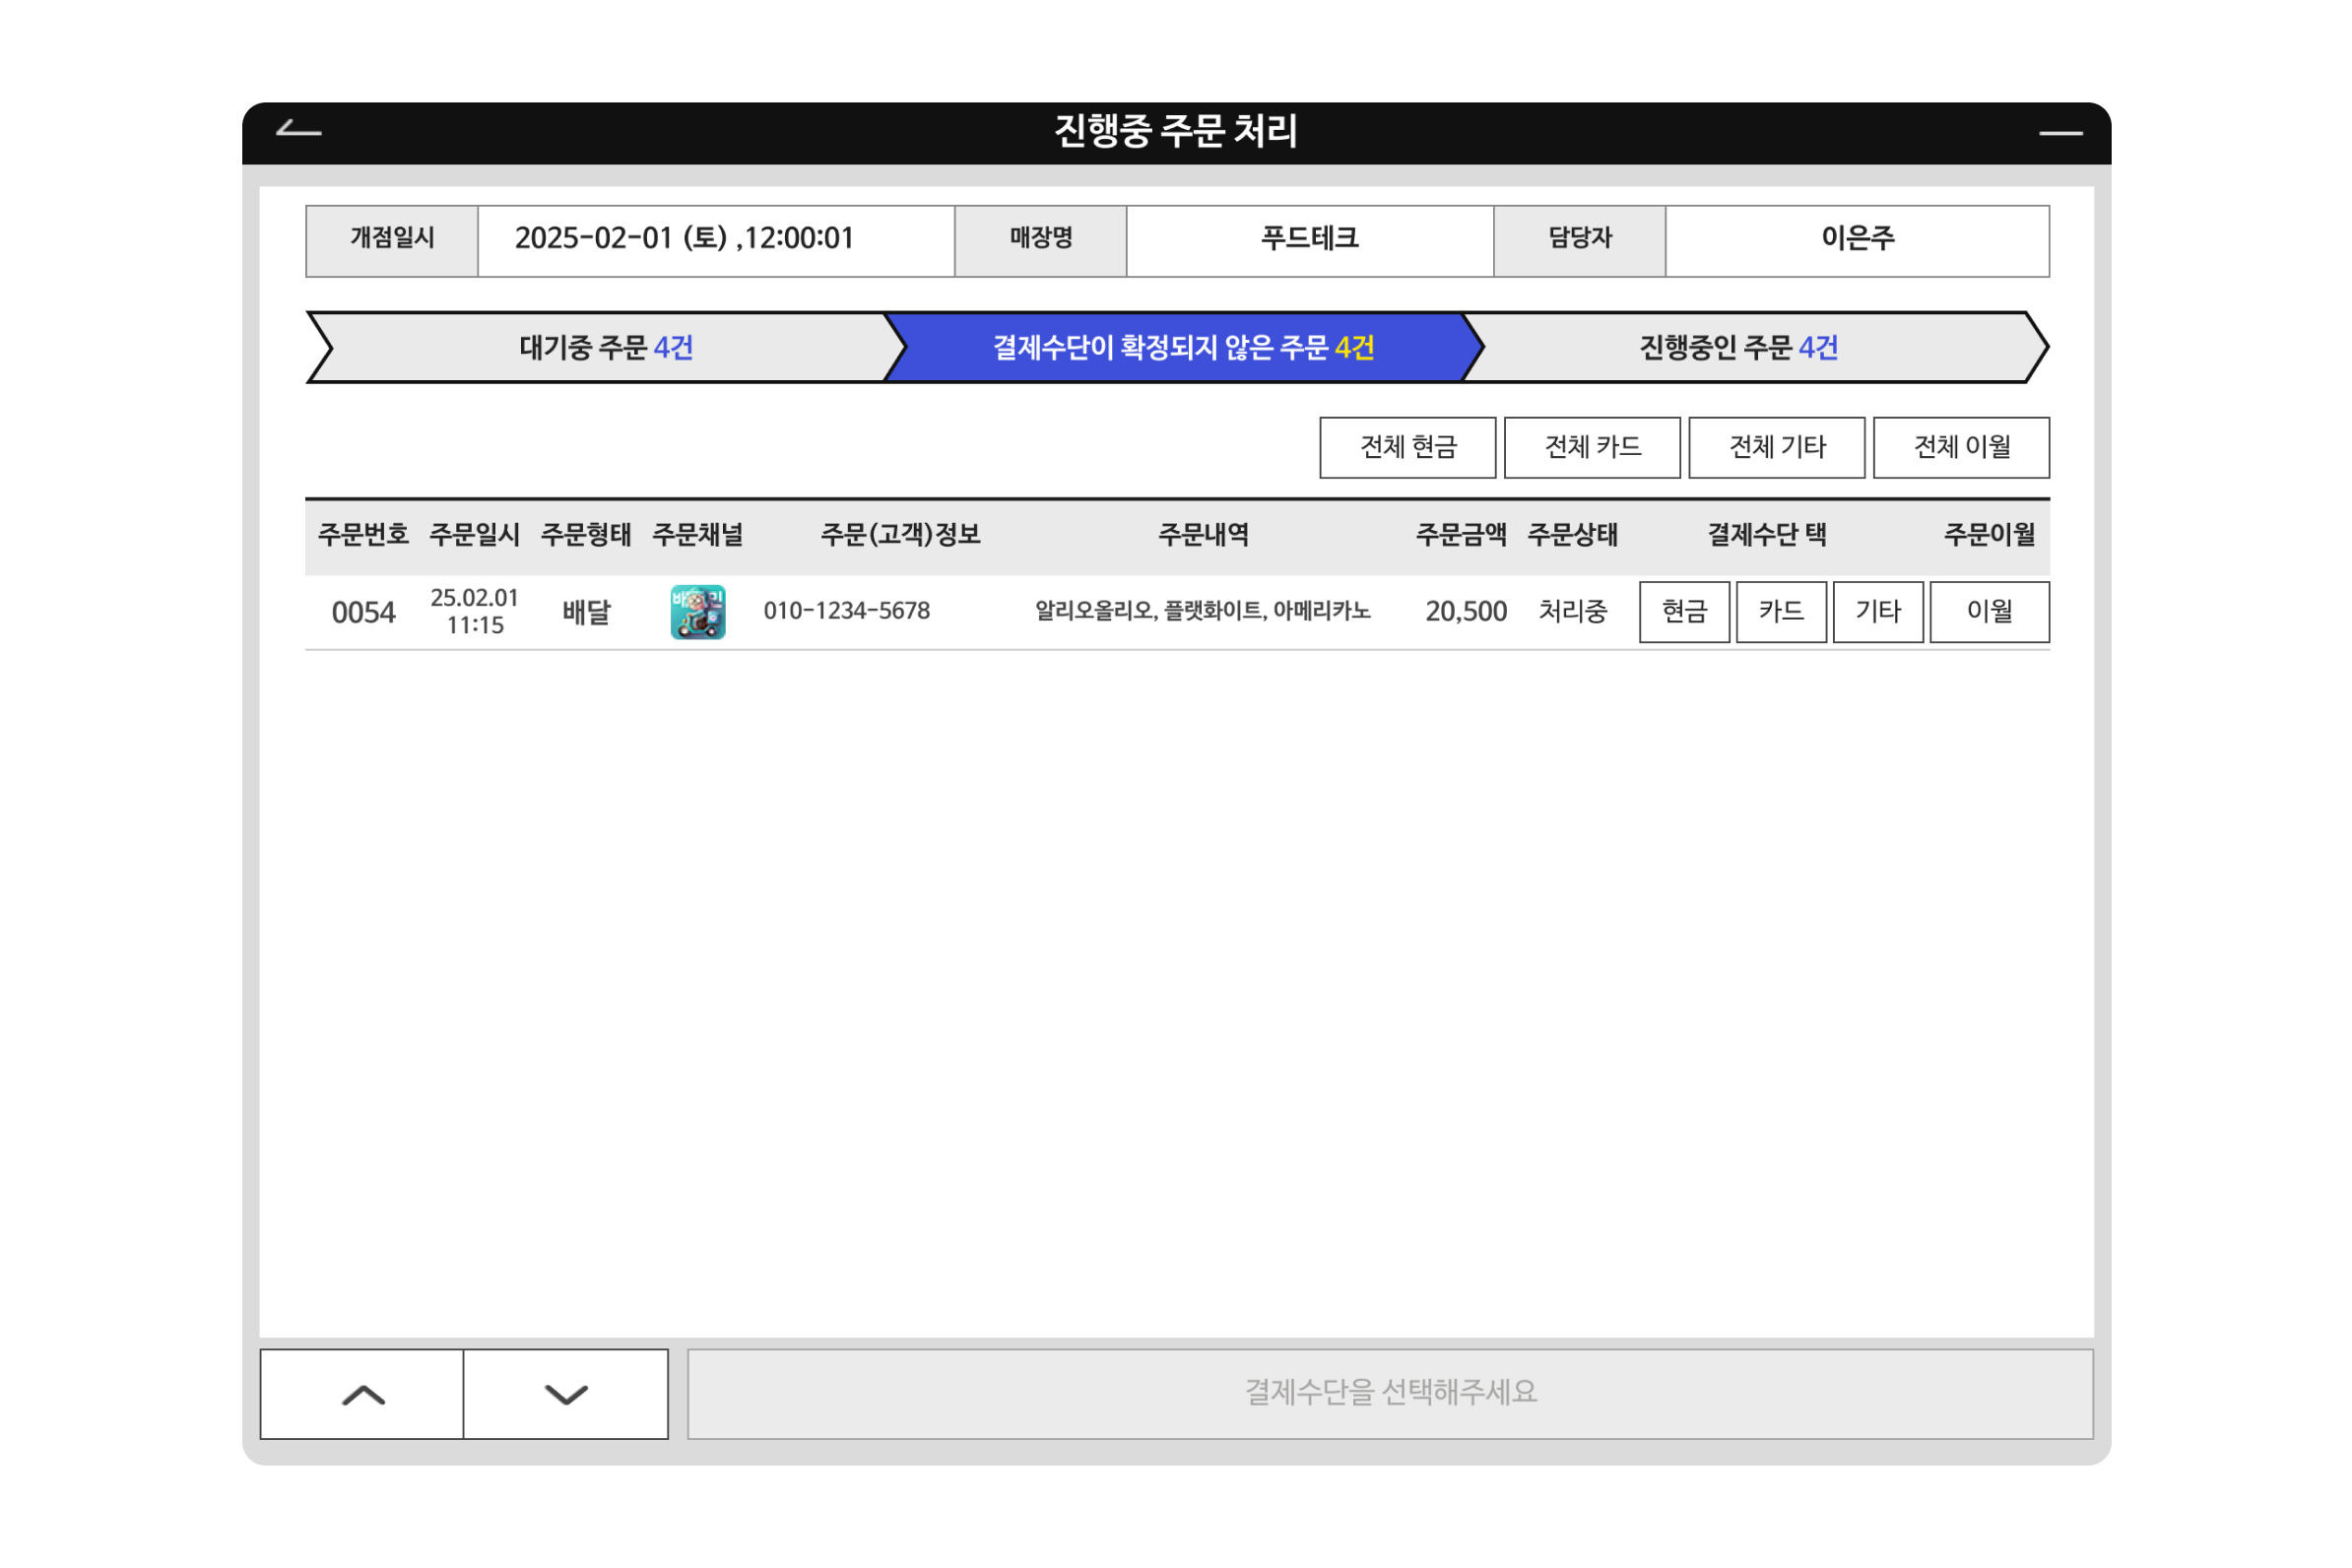 진행중 주문 처리
개점일시 2025-02-01 (토) ,12:00:01 매장명 푸드테크 담당자 이은주
대기중 주문 4건 결제수단이 확정되지 않은 주문 4건 진행중인 주문 4건
전체 현금 전체 카드 전체 기타 전체 이월
주문번호 주문일시 주문형태 주문채널 주문(고객)정보 주문내역 주문금액 주문상태 결제수단 택 주문이월
0054 25.02.01 배달 010-1234-5678 알리오올리오, 플랫화이트, 아메리카노 20,500 처리중 현금 카드 기타 이월
11:15
결제수단을 선택해주세요